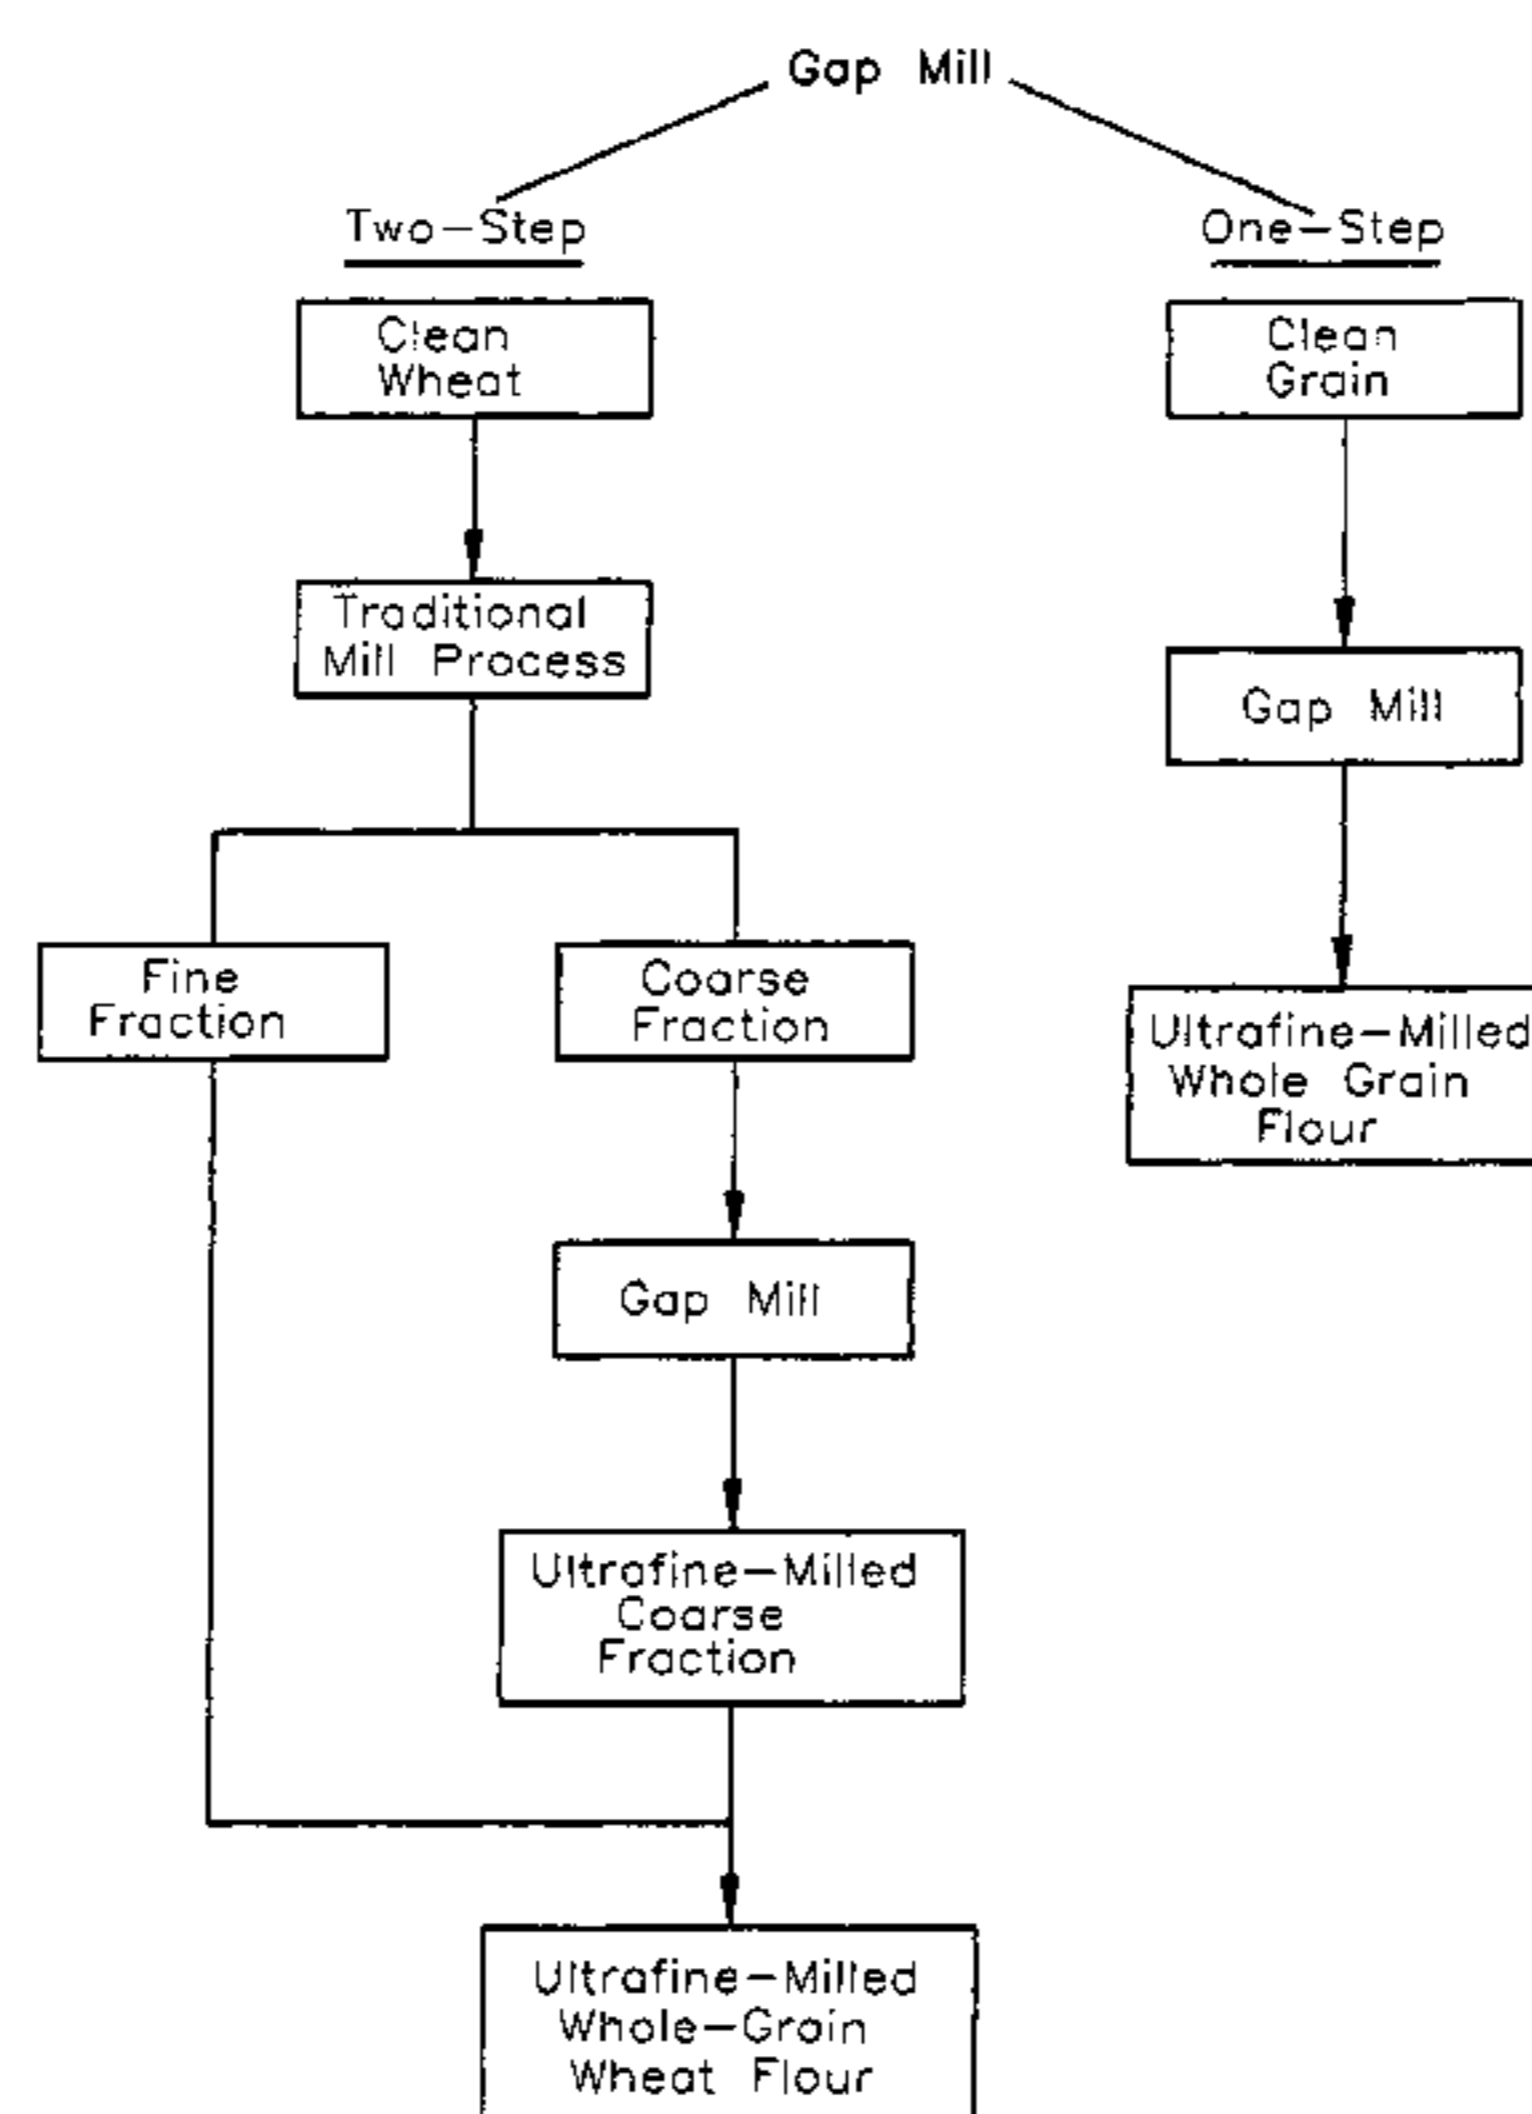 Gap Mill
Two-Step
One-Step
Clean
Wheat
Clean
Grain
Traditional
Mill Process
Gap Mill
Fine
Fraction
Coarse
Fraction
Ultrafine-Milled
Whole Grain
Flour
Gap Mill
Ultrafine-Milled
Coarse
Fraction
Ultrafine-Milled
Whole-Grain
Wheat Flour